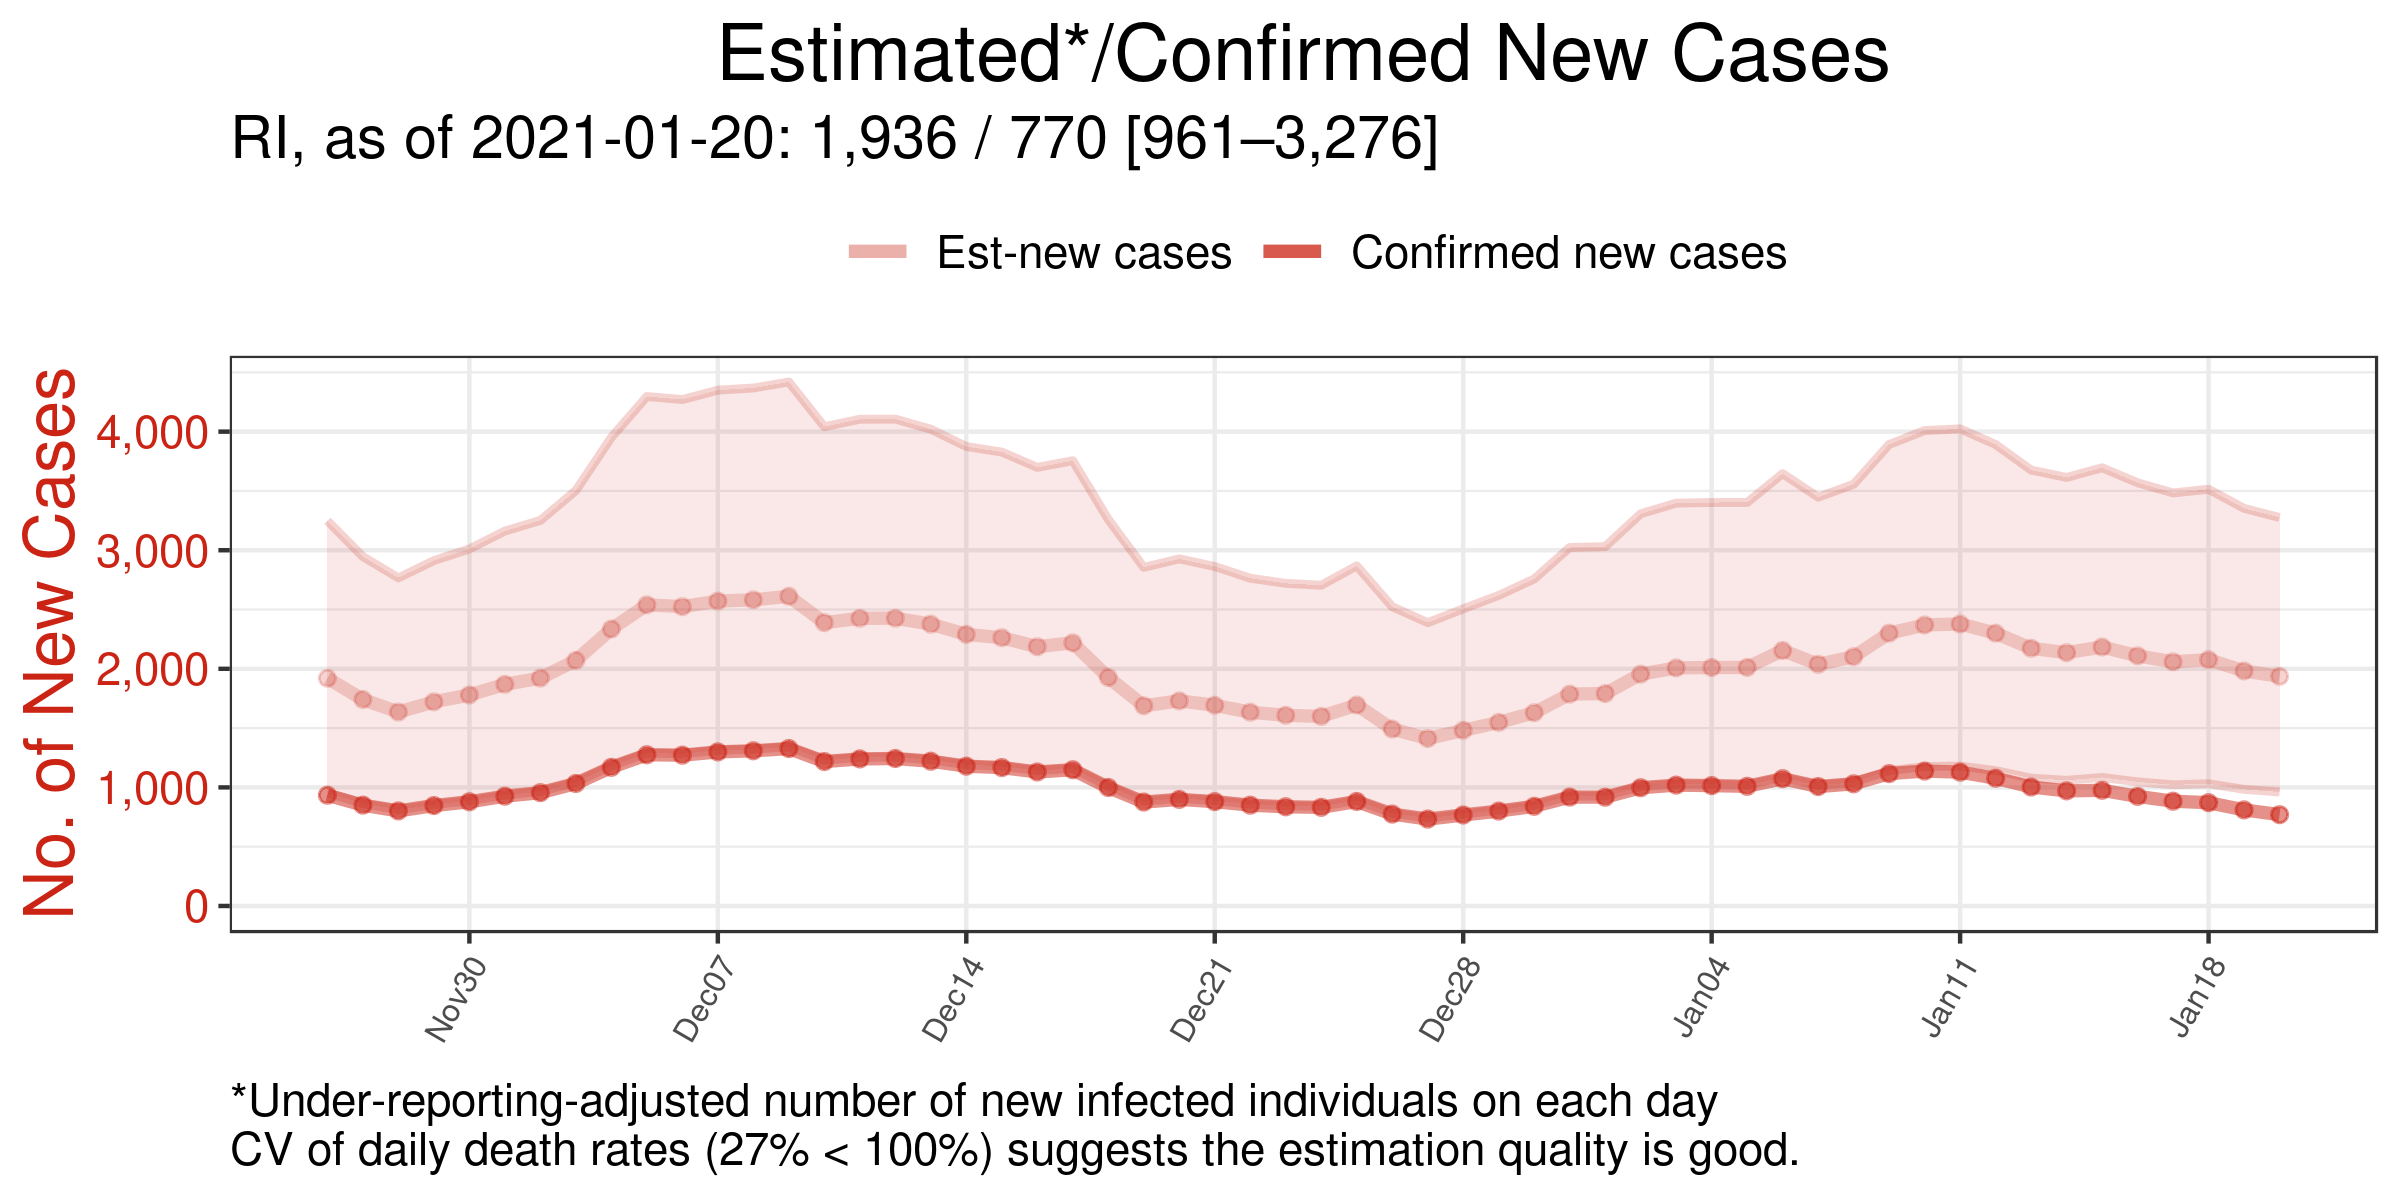 Estimated*/Confirmed New Cases
RI, as of 2021-01-20: 1,936 / 770 [961–3,276]
Est-new cases
Confirmed new cases
No. of New Cases
4,000
3,000
2,000
1,000
0
Nov30
Dec07
Dec14
Dec21
Dec28
Jan04
Jan11
Jan18
*Under-reporting-adjusted number of new infected individuals on each day
CV of daily death rates (27% < 100%) suggests the estimation quality is good.